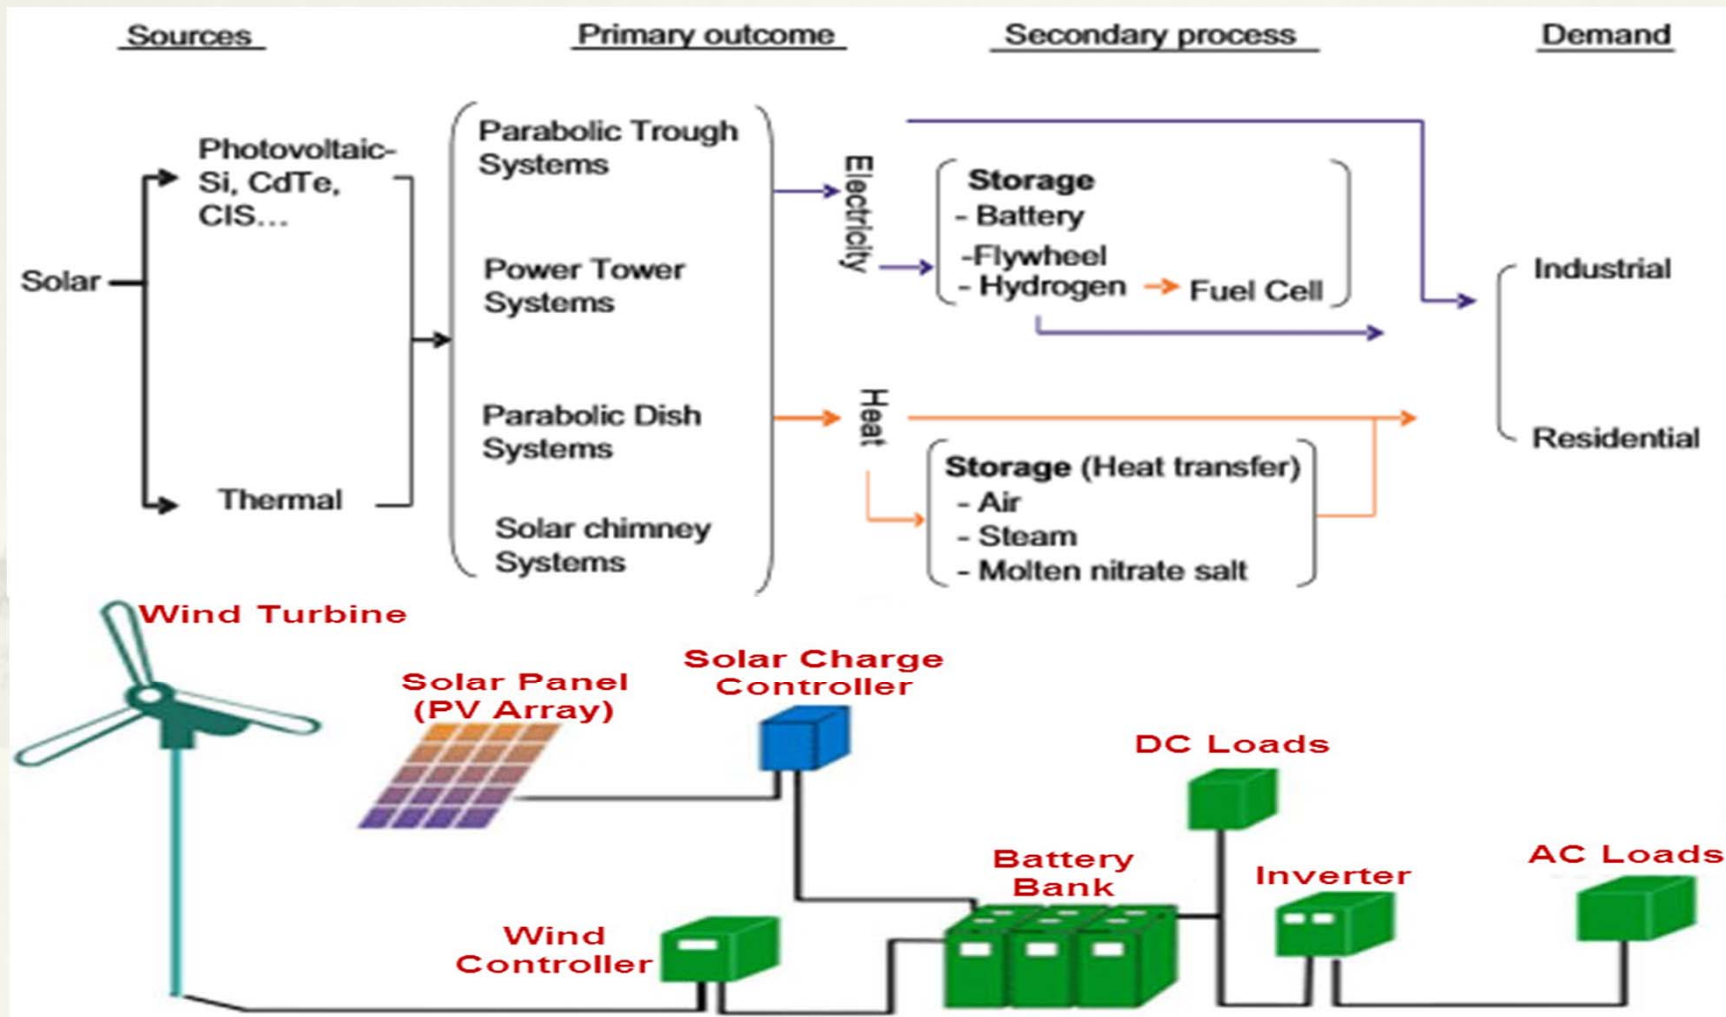 Sources
Primary outcome
Secondary process
Demand
Solar
Photovoltaic-
Si, CdTe,
CIS...
Thermal
Parabolic Trough
Systems
Power Tower
Systems
Parabolic Dish
Systems
Solar chimney
Systems
Electricity
Heat
Storage
- Battery
-Flywheel
- Hydrogen
Fuel Cell
Storage (Heat transfer)
- Air
- Steam
- Molten nitrate salt
Industrial
Residential
Wind Turbine
Solar Panel
(PV Array)
Solar Charge
Controller
DC Loads
Battery
Bank
Inverter
AC Loads
Wind
Controller